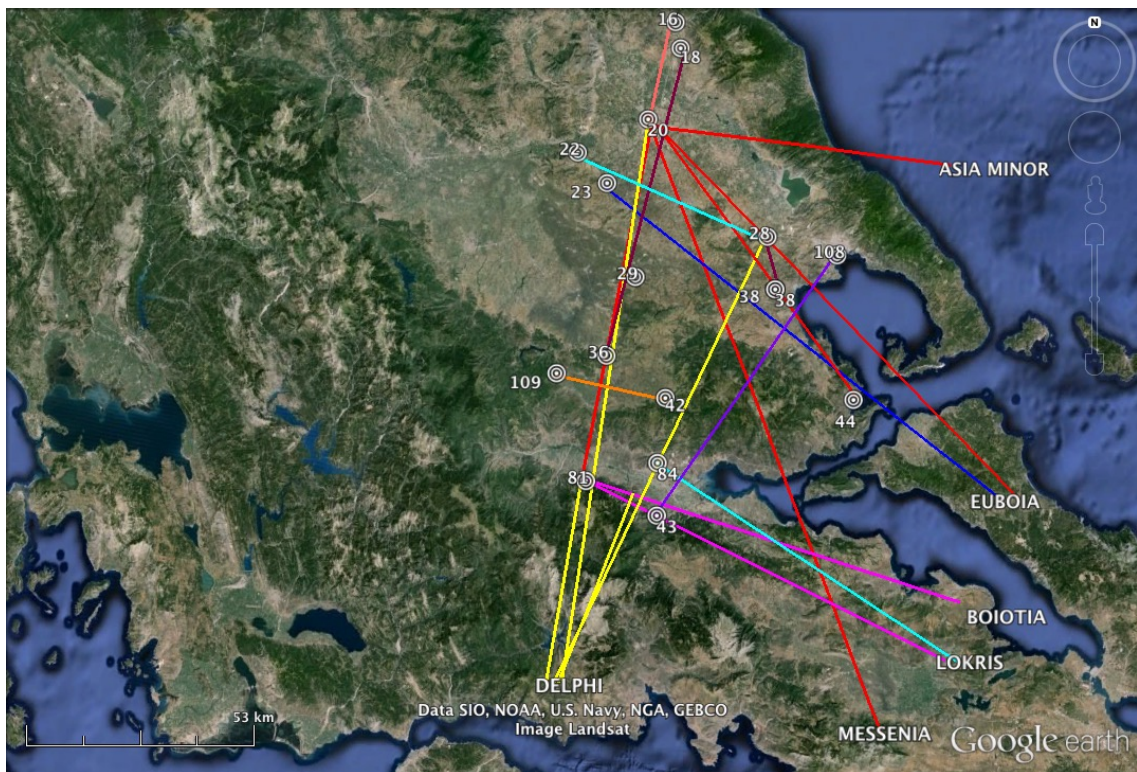 16
18
20
22
ASIA MINOR
23
28
108
29
38
38
36
109
42
44
84
81
EUBOIA
43
BOIOTIA
LOKRIS
DELPHI
53 km
Data SIO, NOAA, U.S. Navy, NGA, GEBCO
Image Landsat
MESSENIA
Google earth
N